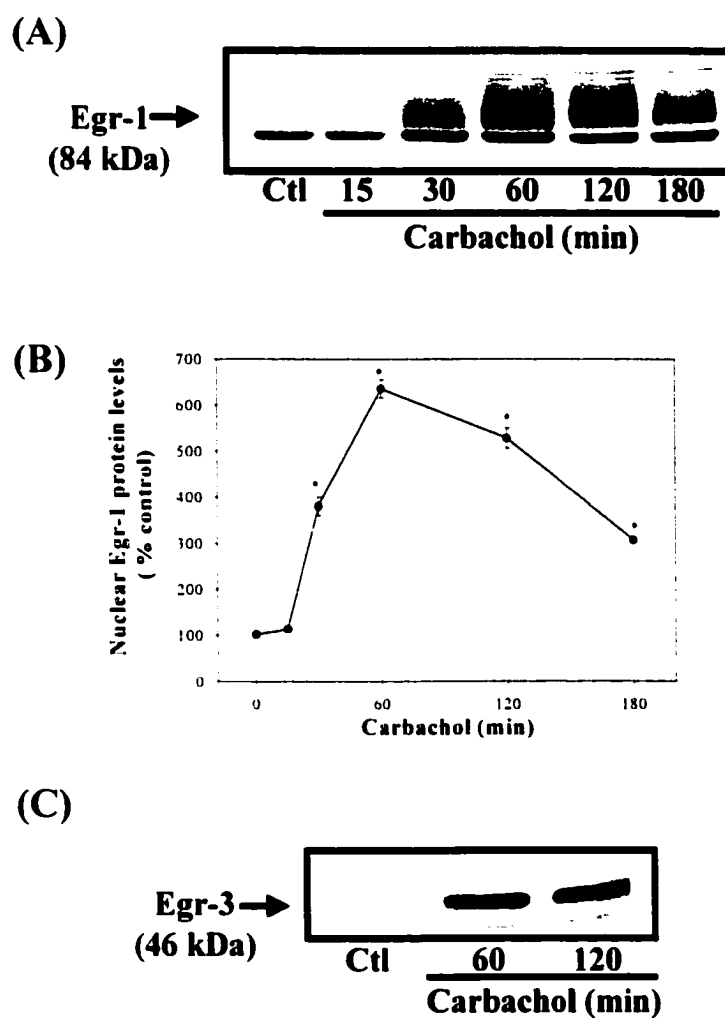 (A)
Egr-1
(84 kDa)
Ctl 15 30 60 120 180
Carbachol (min)
(B)
Nuclear Egr-1 protein levels
( % control)
700
600
500
400
300
200
100
0
0 60 120 180
Carbachol (min)
(C)
Egr-3
(46 kDa)
Ctl 60 120
Carbachol (min)